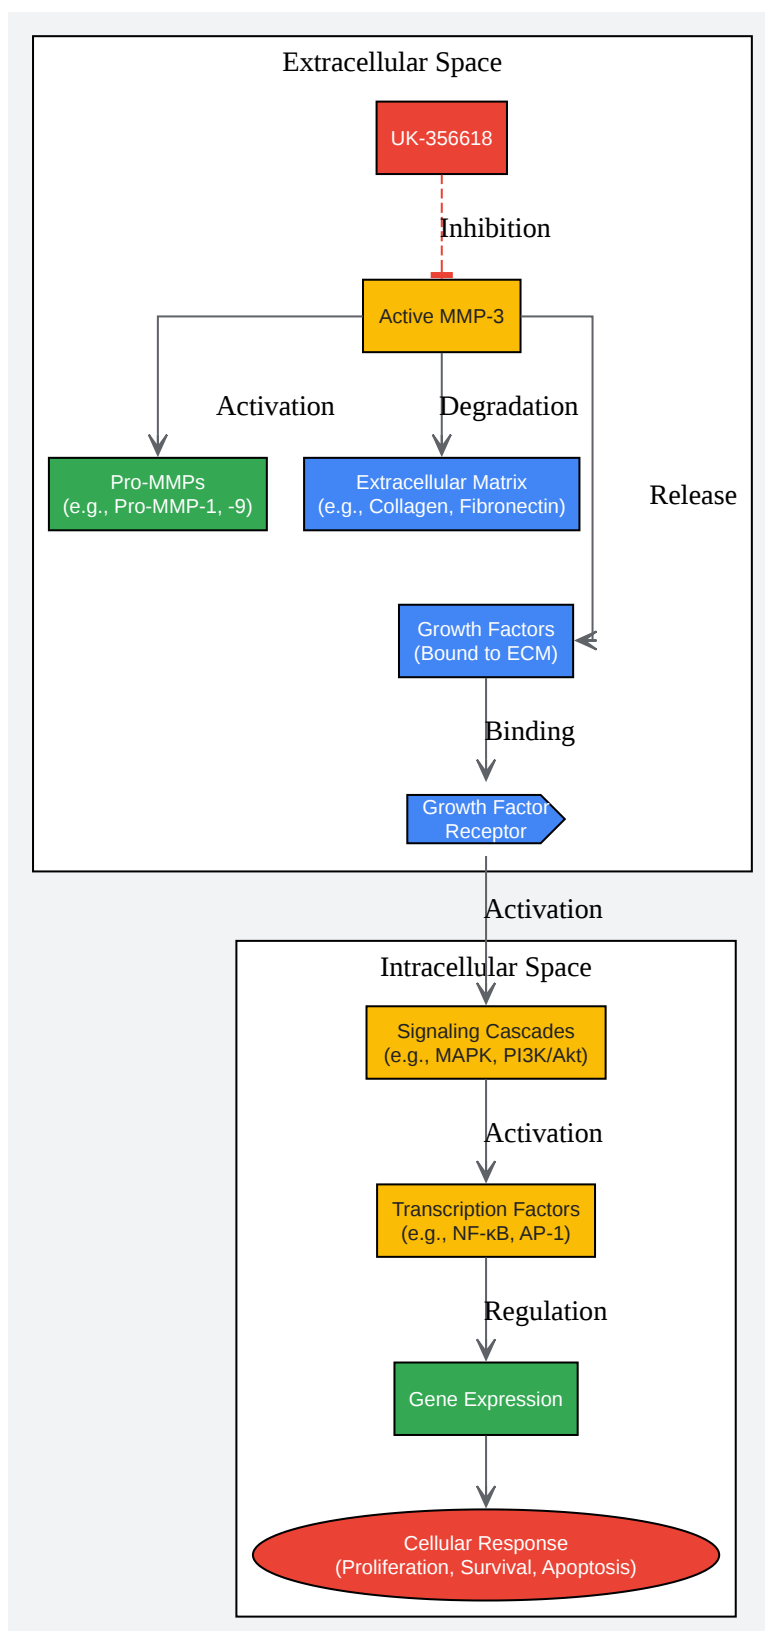 Extracellular Space
UK-356618
Inhibition
Active MMP-3
Activation
Degradation
Pro-MMPs
(e.g., Pro-MMP-1, -9)
Extracellular Matrix
(e.g., Collagen, Fibronectin)
Release
Growth Factors
(Bound to ECM)
Binding
Growth Factor
Receptor
Activation
Intracellular Space
Signaling Cascades
(e.g., MAPK, PI3K/Akt)
Activation
Transcription Factors
(e.g., NF-κB, AP-1)
Regulation
Gene Expression
Cellular Response
(Proliferation, Survival, Apoptosis)